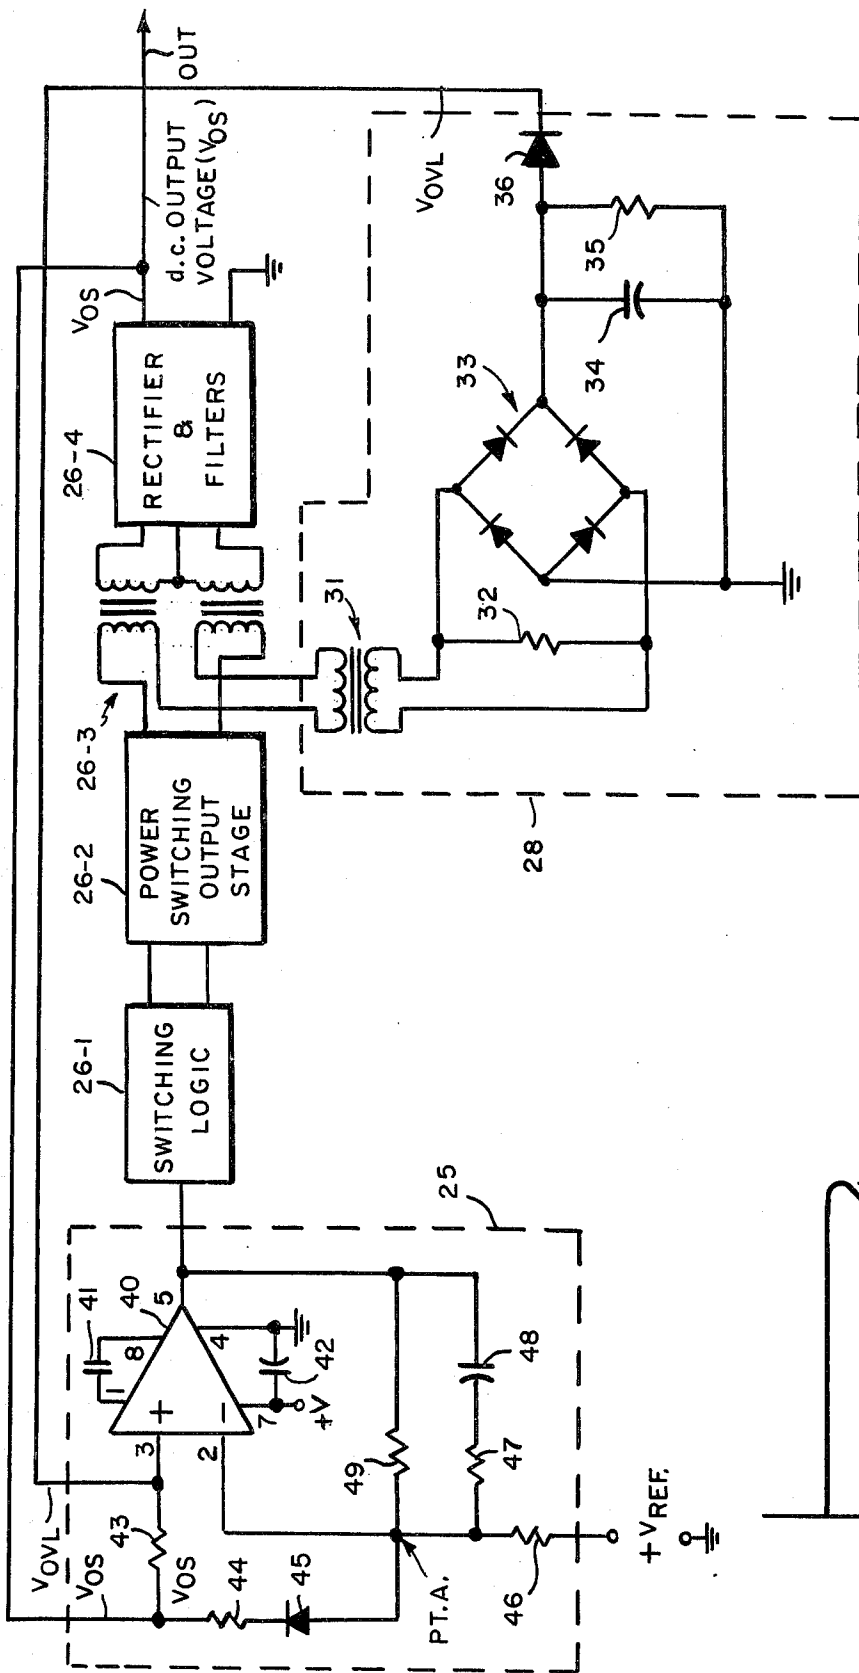 OUT
d.c. OUTPUT
VOLTAGE (VOS)
VOS
26-4
RECTIFIER
&
FILTERS
VOVL
36
35
34
33
32
31
28
26-3
26-2
POWER
SWITCHING
OUTPUT
STAGE
26-1
SWITCHING
LOGIC
25
VOVL
VOS
43
VOS
44
45
41
40
1
8
5
3
+
2
−
4
7
42
+V
49
48
47
46
PT.A.
+VREF.